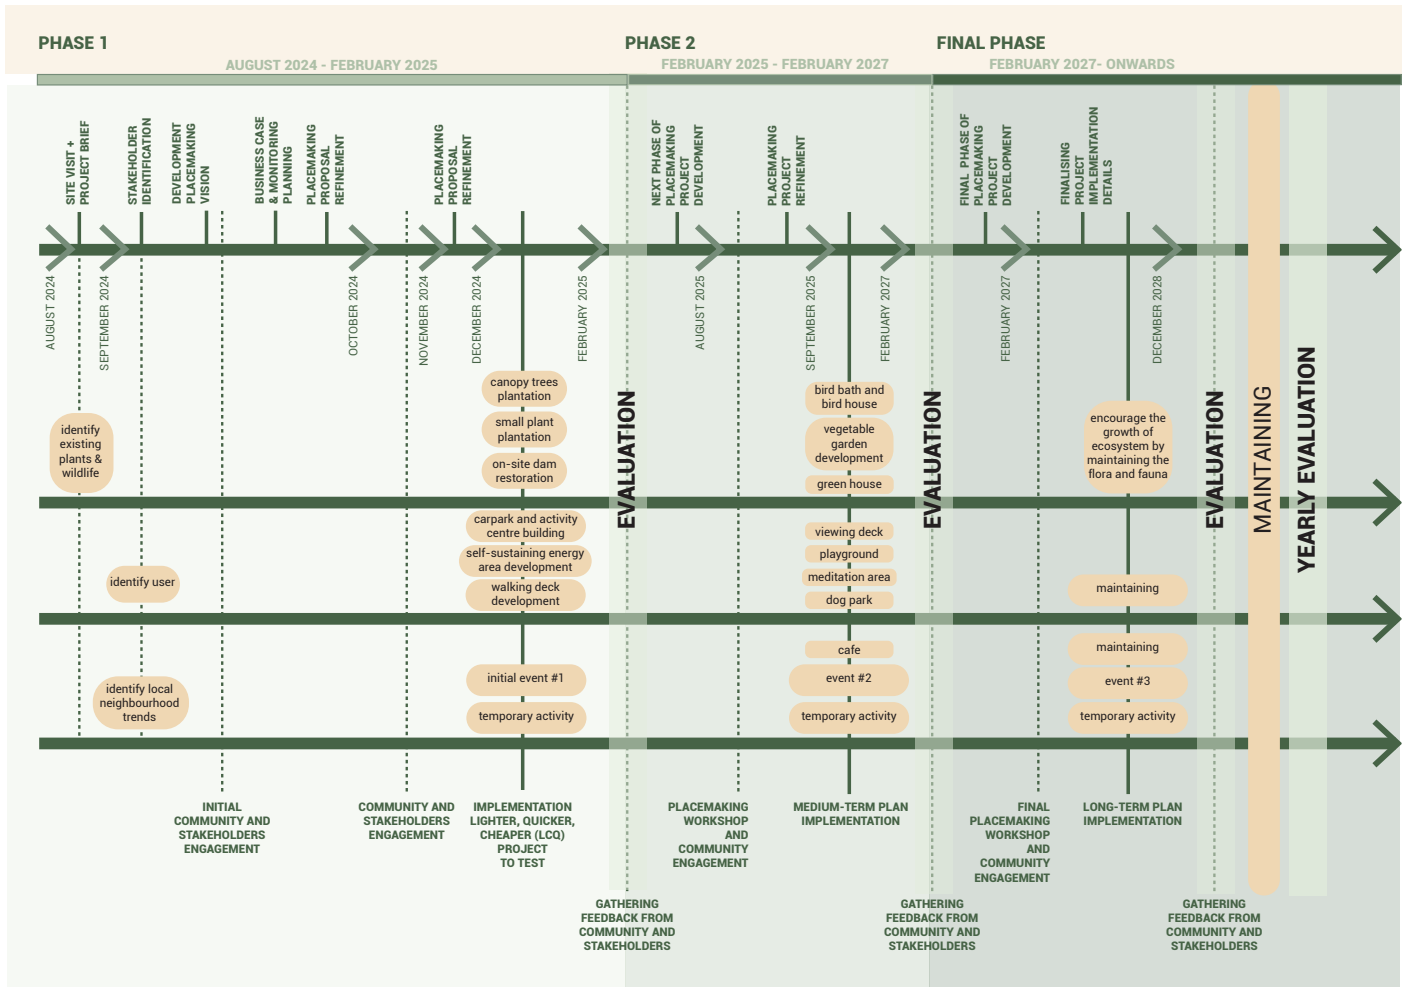 PHASE 1
PHASE 2
FINAL PHASE
AUGUST 2024 - FEBRUARY 2025
FEBRUARY 2025 - FEBRUARY 2027
FEBRUARY 2027- ONWARDS
SITE VISIT +
PROJECT BRIEF
STAKEHOLDER
IDENTIFICATION
DEVELOPMENT
PLACEMAKING
VISION
BUSINESS CASE
& MONITORING
PLANNING
PLACEMAKING
PROPOSAL
REFINEMENT
PLACEMAKING
PROPOSAL
REFINEMENT
NEXT PHASE OF
PLACEMAKING
PROJECT
DEVELOPMENT
PLACEMAKING
PROJECT
REFINEMENT
FINAL PHASE OF
PLACEMAKING
PROJECT
DEVELOPMENT
FINALISING
PROJECT
IMPLEMENTATION
DETAILS
AUGUST 2024
SEPTEMBER 2024
OCTOBER 2024
NOVEMBER 2024
DECEMBER 2024
FEBRUARY 2025
AUGUST 2025
SEPTEMBER 2025
FEBRUARY 2027
FEBRUARY 2027
DECEMBER 2028
identify
existing
plants &
wildlife
canopy trees
plantation
small plant
plantation
on-site dam
restoration
bird bath and
bird house
vegetable
garden
development
green house
encourage the
growth of
ecosystem by
maintaining the
flora and fauna
EVALUATION
EVALUATION
EVALUATION
MAINTAINING
YEARLY EVALUATION
identify user
carpark and activity
centre building
self-sustaining energy
area development
walking deck
development
viewing deck
playground
meditation area
dog park
maintaining
identify local
neighbourhood
trends
initial event #1
temporary activity
cafe
event #2
temporary activity
maintaining
event #3
temporary activity
INITIAL
COMMUNITY AND
STAKEHOLDERS
ENGAGEMENT
COMMUNITY AND
STAKEHOLDERS
ENGAGEMENT
IMPLEMENTATION
LIGHTER, QUICKER,
CHEAPER (LCQ)
PROJECT
TO TEST
PLACEMAKING
WORKSHOP
AND
COMMUNITY
ENGAGEMENT
MEDIUM-TERM PLAN
IMPLEMENTATION
FINAL
PLACEMAKING
WORKSHOP
AND
COMMUNITY
ENGAGEMENT
LONG-TERM PLAN
IMPLEMENTATION
GATHERING
FEEDBACK FROM
COMMUNITY AND
STAKEHOLDERS
GATHERING
FEEDBACK FROM
COMMUNITY AND
STAKEHOLDERS
GATHERING
FEEDBACK FROM
COMMUNITY AND
STAKEHOLDERS